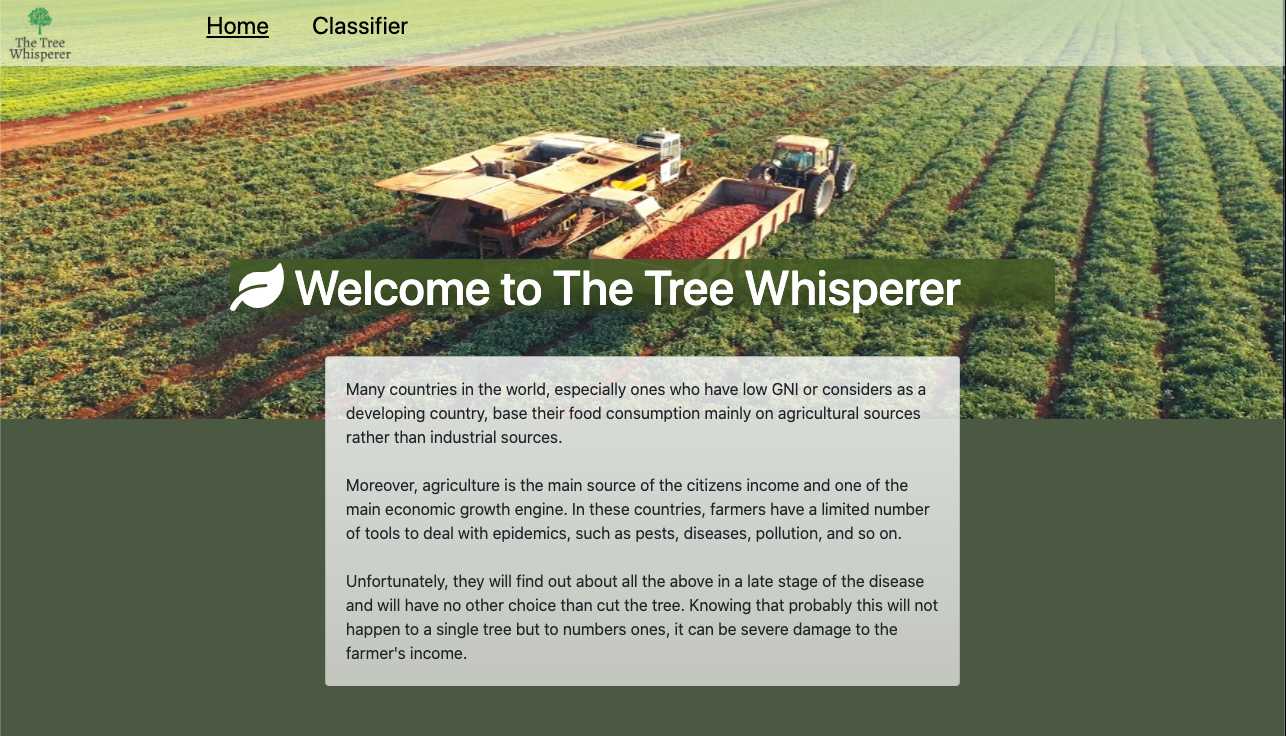 The Tree
Whisperer
Home Classifier
Welcome to The Tree Whisperer
Many countries in the world, especially ones who have low GNI or considers as a
developing country, base their food consumption mainly on agricultural sources
rather than industrial sources.
Moreover, agriculture is the main source of the citizens income and one of the
main economic growth engine. In these countries, farmers have a limited number
of tools to deal with epidemics, such as pests, diseases, pollution, and so on.
Unfortunately, they will find out about all the above in a late stage of the disease
and will have no other choice than cut the tree. Knowing that probably this will not
happen to a single tree but to numbers ones, it can be severe damage to the
farmer's income.